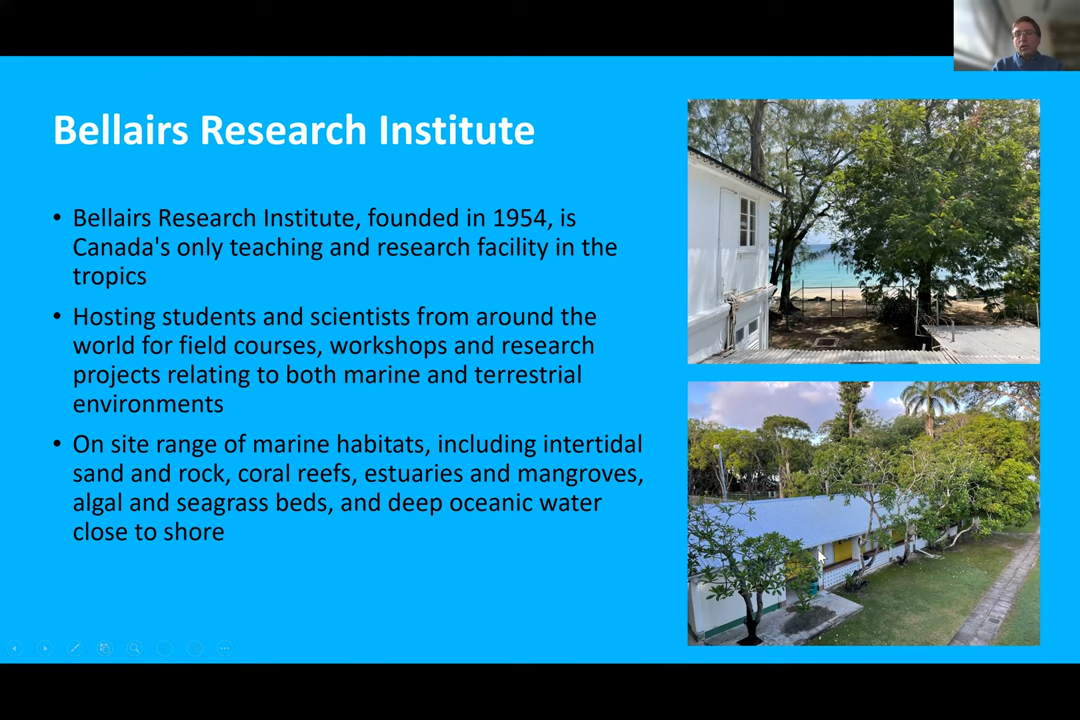 Bellairs Research Institute
• Bellairs Research Institute, founded in 1954, is
Canada's only teaching and research facility in the
tropics
• Hosting students and scientists from around the
world for field courses, workshops and research
projects relating to both marine and terrestrial
environments
• On site range of marine habitats, including intertidal
sand and rock, coral reefs, estuaries and mangroves,
algal and seagrass beds, and deep oceanic water
close to shore